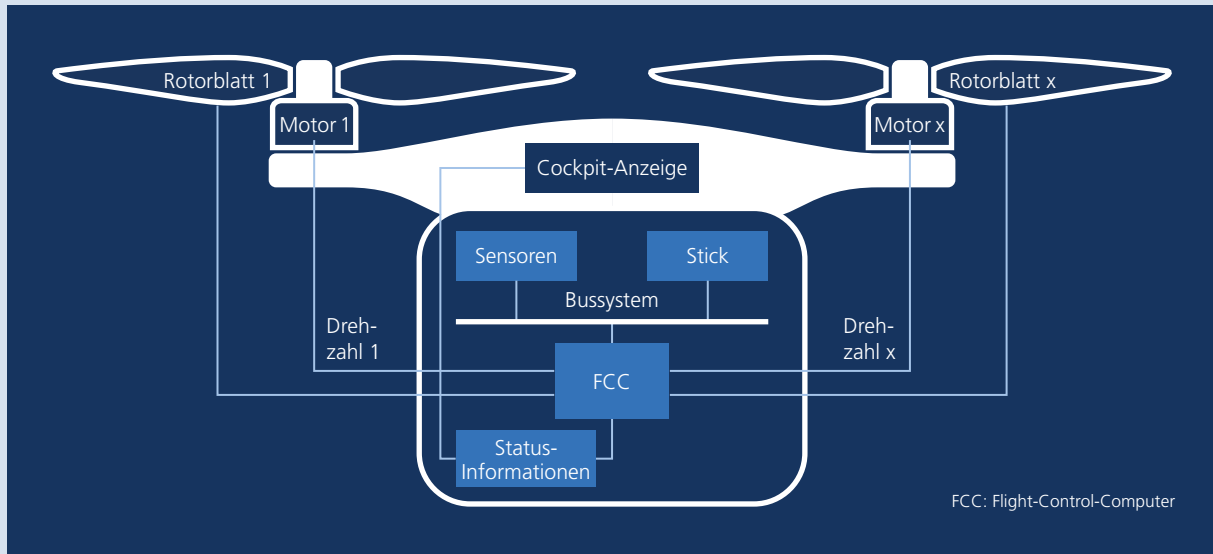 Rotorblatt 1
Rotorblatt x
Motor 1
Motor x
Cockpit-Anzeige
Sensoren
Stick
Bussystem
Dreh-
zahl 1
Dreh-
zahl x
FCC
Status-
Informationen
FCC: Flight-Control-Computer